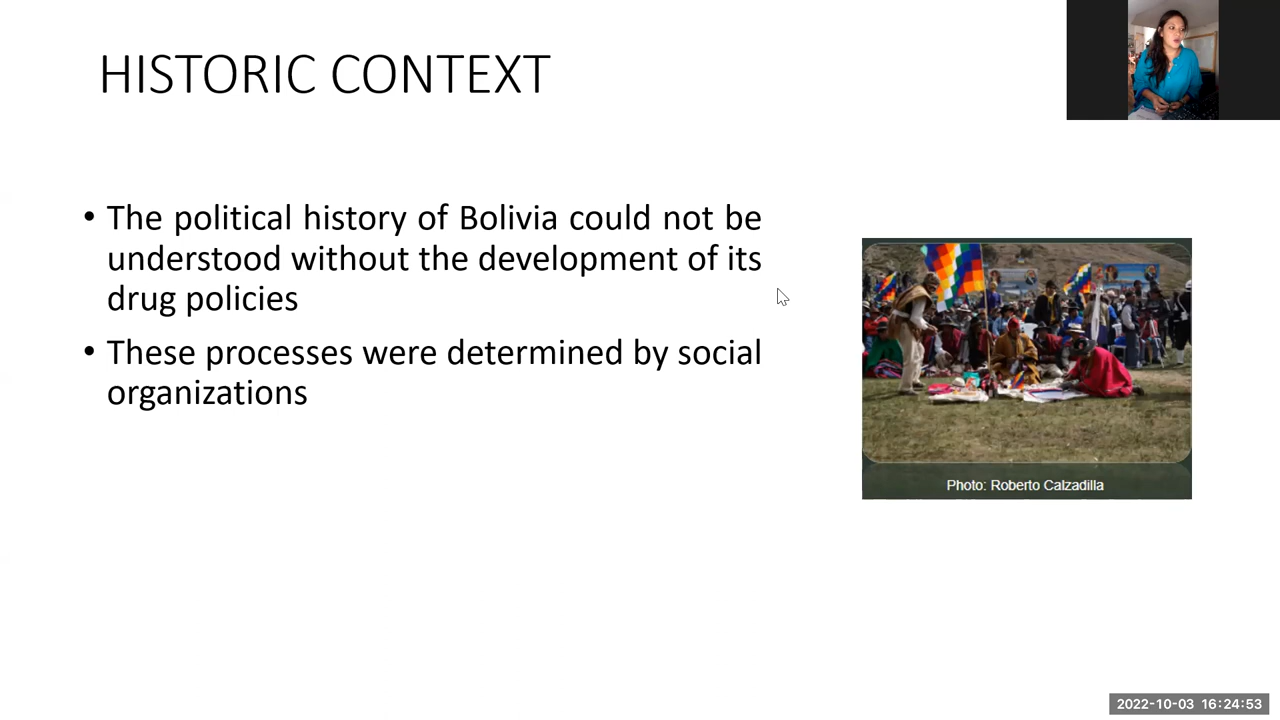 HISTORIC CONTEXT
• The political history of Bolivia could not be
understood without the development of its
drug policies
• These processes were determined by social
organizations
Photo: Roberto Calzadilla
2022-10-03 16:24:53